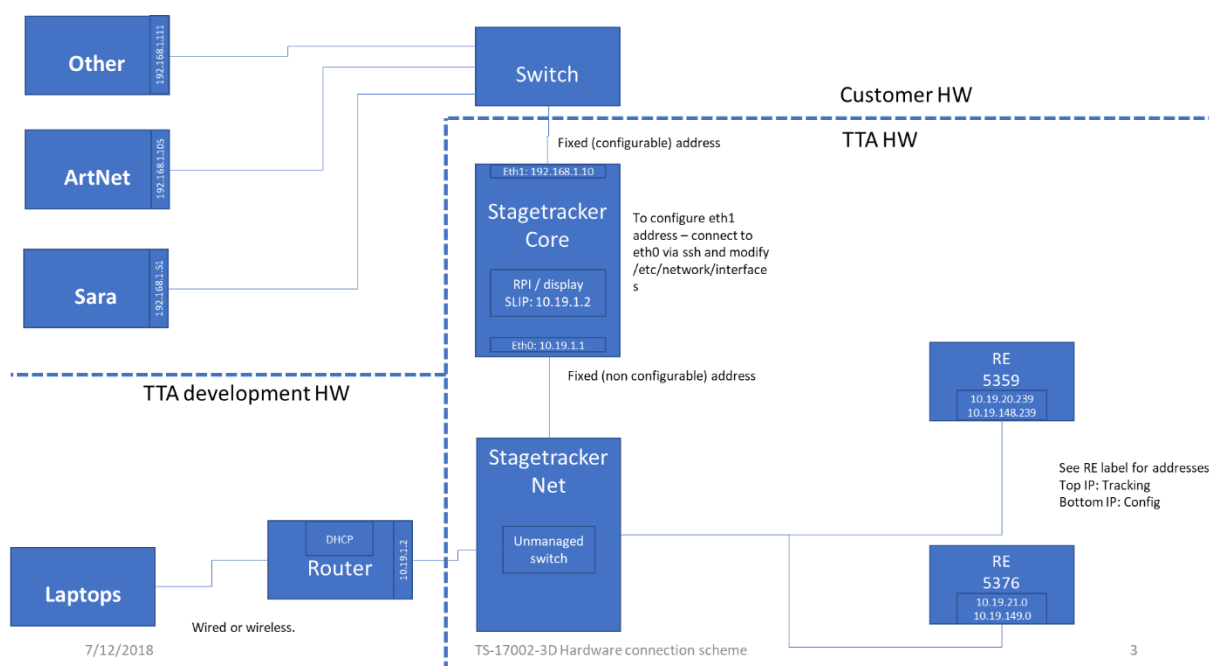 Other
192.168.1.111
Switch
Customer HW
TTA HW
ArtNet
192.168.1.105
Fixed (configurable) address
Eth1: 192.168.1.10
Stagetracker
Core
RPI / display
SLIP: 10.19.1.2
Eth0: 10.19.1.1
To configure eth1
address – connect to
eth0 via ssh and modify
/etc/network/interface
s
Sara
192.168.1.51
TTA development HW
Fixed (non configurable) address
RE
5359
10.19.20.239
10.19.148.239
Stagetracker
Net
Unmanaged
switch
See RE label for addresses
Top IP: Tracking
Bottom IP: Config
DHCP
Router
10.19.1.2
Laptops
Wired or wireless.
RE
5376
10.19.21.0
10.19.149.0
7/12/2018
TS-17002-3D Hardware connection scheme
3